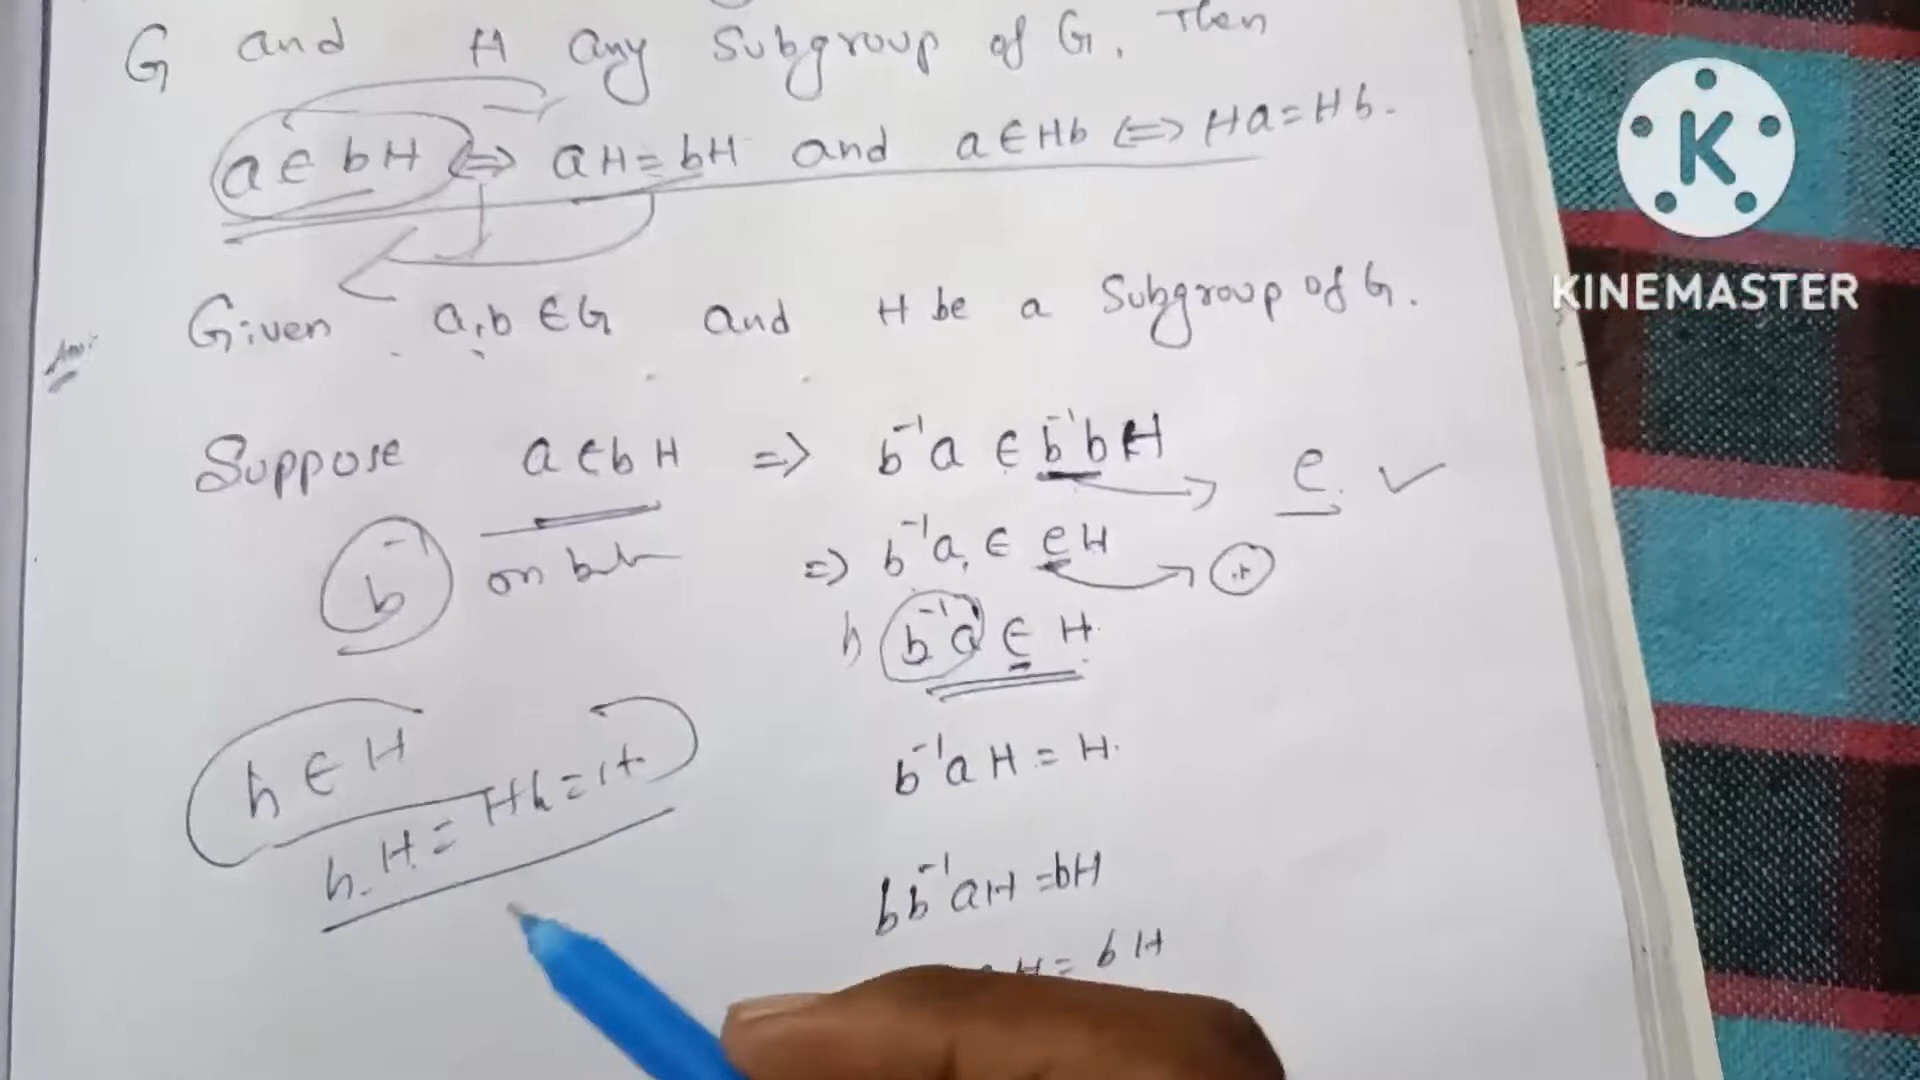 G and H any subgroup of G. Then
a ∈ bH ⇔ aH = bH and a ∈ Hb ⇔ Ha = Hb.
Ans:
Given a, b ∈ G and H be a subgroup of G.
Suppose a ∈ bH ⇒ b⁻¹a ∈ b⁻¹bH e. ✓
b⁻¹ on
⇒ b⁻¹a ∈ eH → H
h b⁻¹a ∈ H.
h ∈ H
h.H = Hh = H
b⁻¹aH = H.
bb⁻¹aH = bH
H = bH
K
KINEMASTER